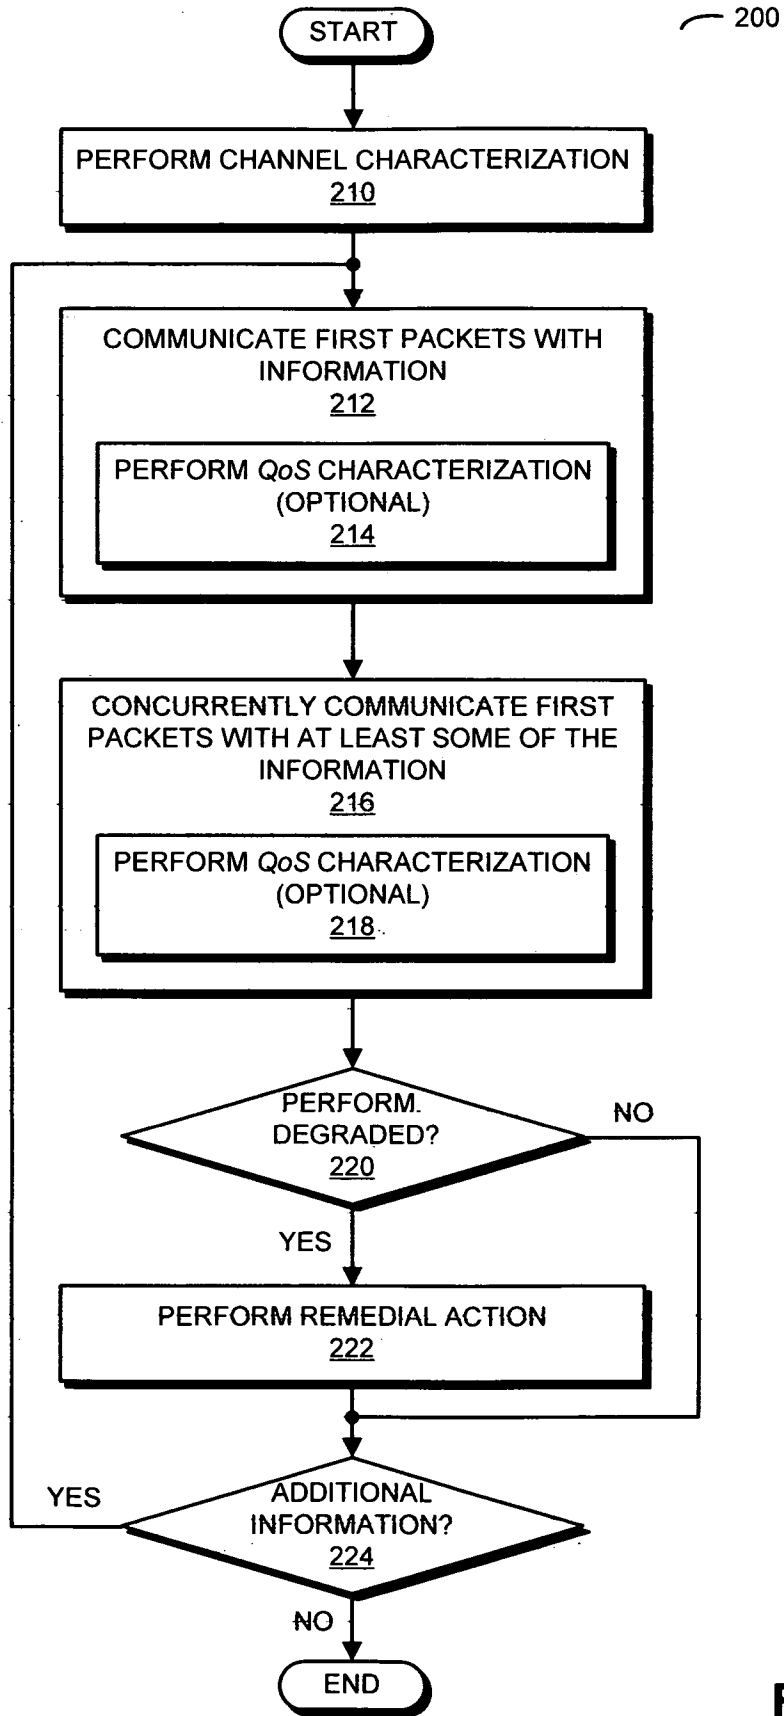 START
200
PERFORM CHANNEL CHARACTERIZATION
210
COMMUNICATE FIRST PACKETS WITH
INFORMATION
212
PERFORM QoS CHARACTERIZATION
(OPTIONAL)
214
CONCURRENTLY COMMUNICATE FIRST
PACKETS WITH AT LEAST SOME OF THE
INFORMATION
216
PERFORM QoS CHARACTERIZATION
(OPTIONAL)
218
PERFORM.
DEGRADED?
220
NO
YES
PERFORM REMEDIAL ACTION
222
YES
ADDITIONAL
INFORMATION?
224
NO
END